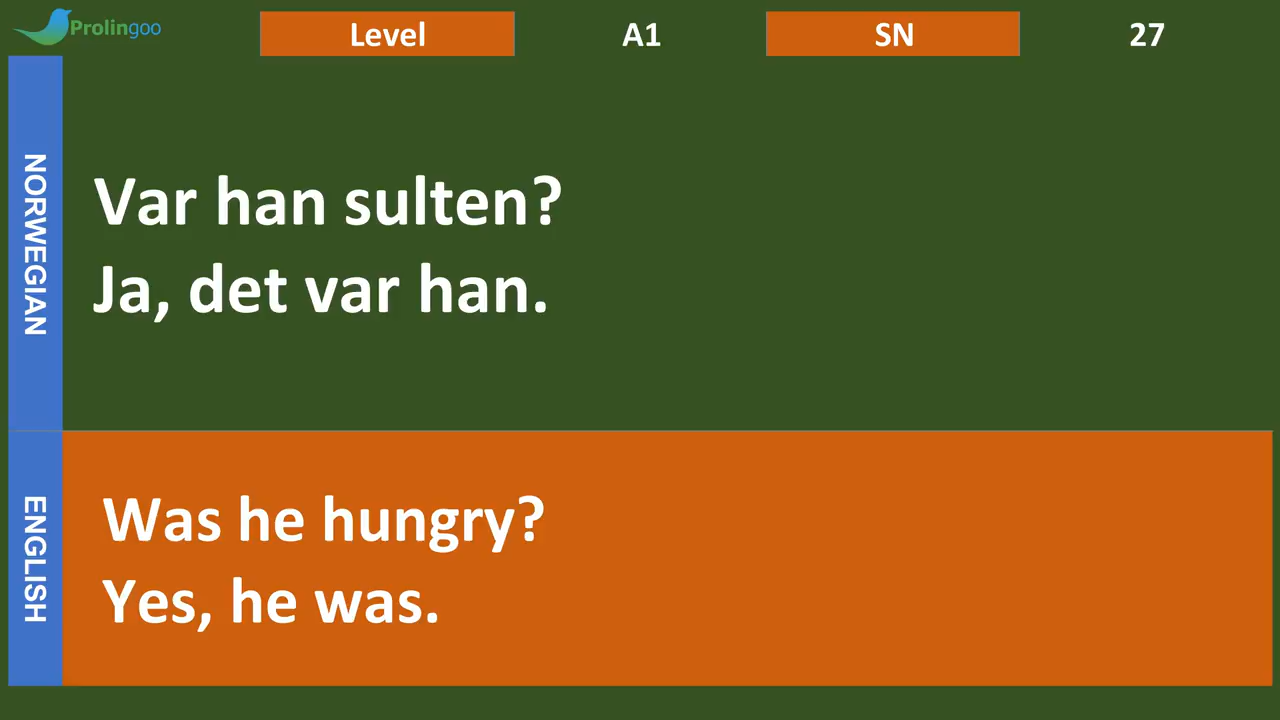 Prolingoo
Level A1 SN 27
NORWEGIAN
Var han sulten?
Ja, det var han.
ENGLISH
Was he hungry?
Yes, he was.